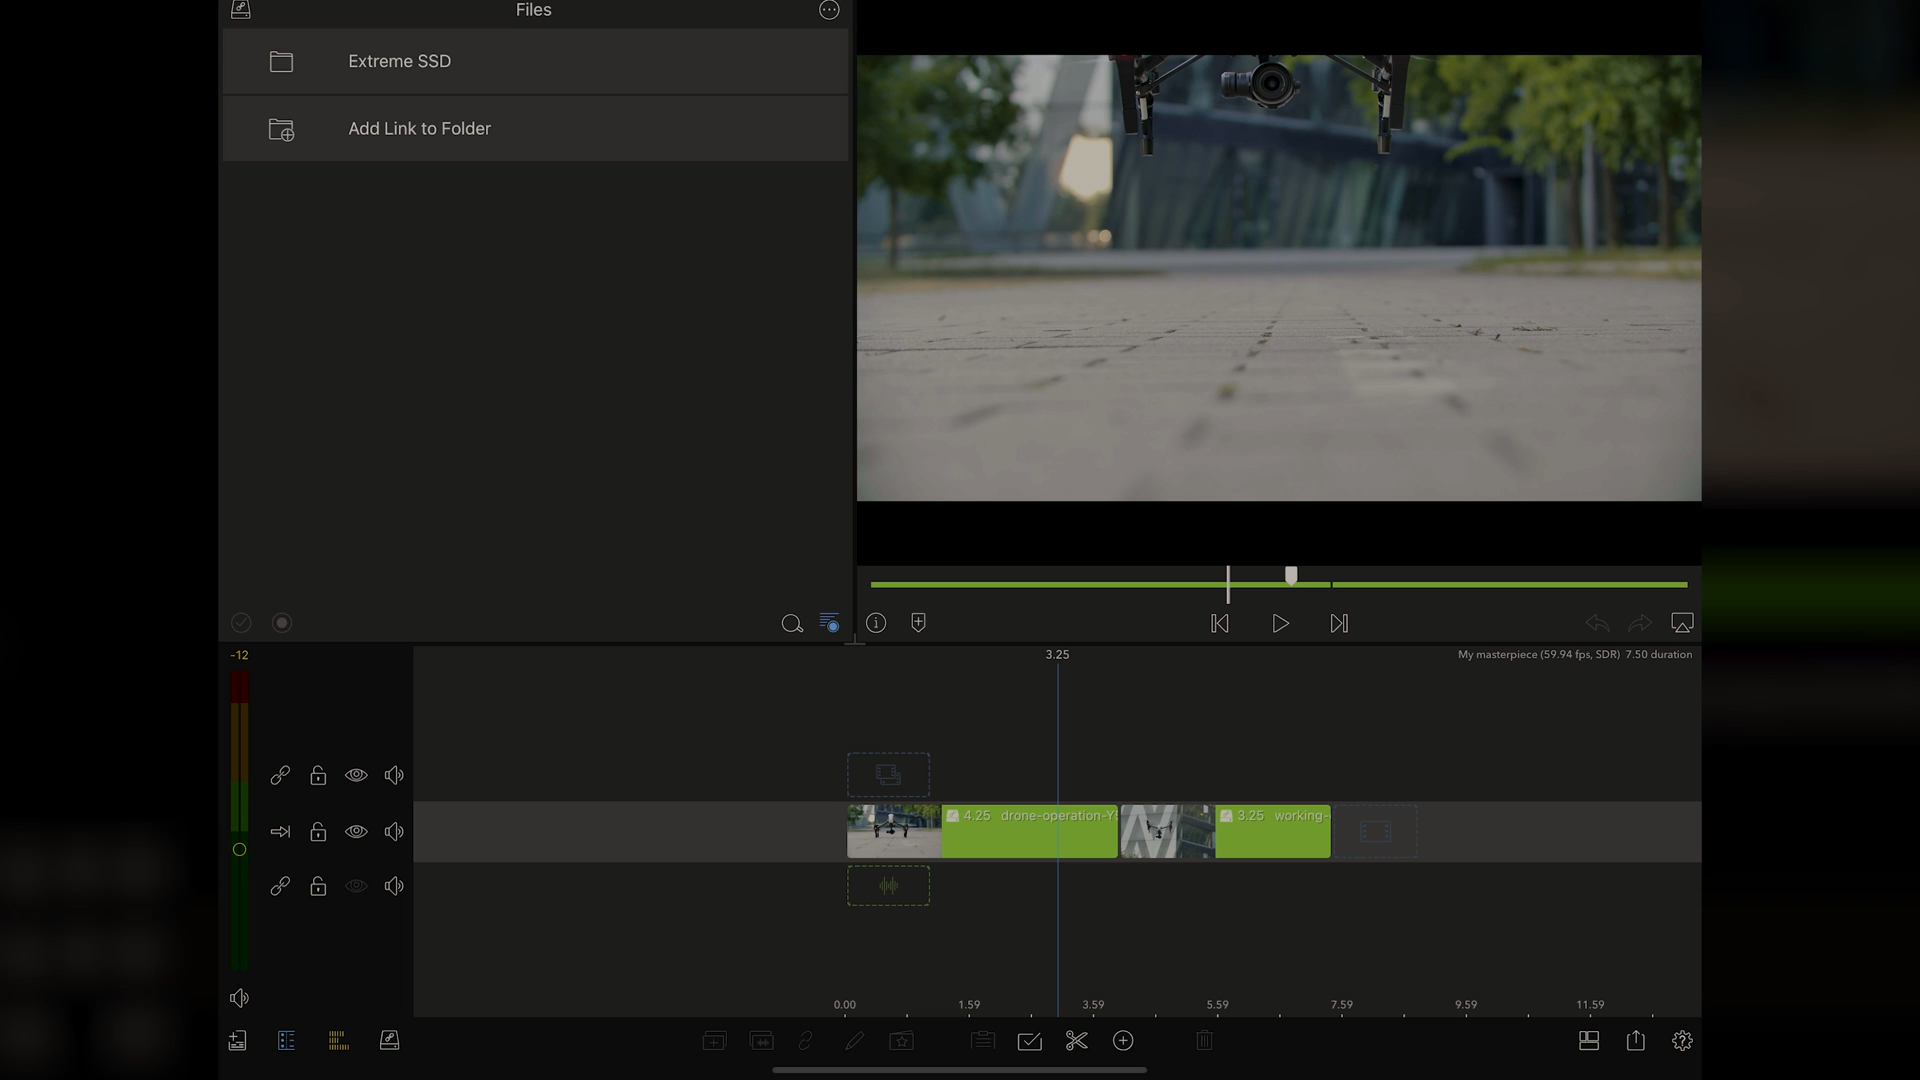 Files
Extreme SSD
Add Link to Folder
-12
3.25
My masterpiece (59.94 fps, SDR) 7.50 duration
4.25 drone-operation-Y
3.25 working-
0.00
1.59
3.59
5.59
7.59
9.59
11.59